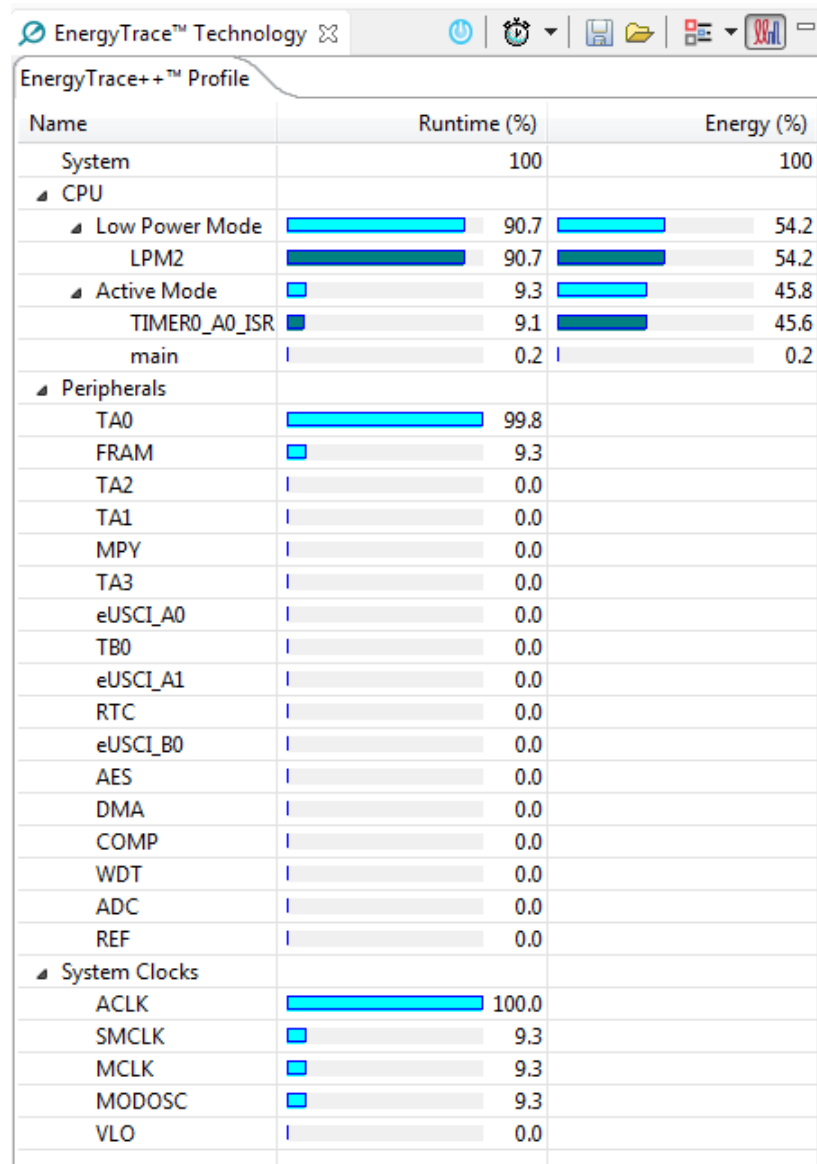 EnergyTrace™ Technology
EnergyTrace++™ Profile
Name Runtime (%) Energy (%)
System 100 100
CPU
Low Power Mode 90.7 54.2
LPM2 90.7 54.2
Active Mode 9.3 45.8
TIMER0_A0_ISR 9.1 45.6
main 0.2 0.2
Peripherals
TA0 99.8
FRAM 9.3
TA2 0.0
TA1 0.0
MPY 0.0
TA3 0.0
eUSCI_A0 0.0
TB0 0.0
eUSCI_A1 0.0
RTC 0.0
eUSCI_B0 0.0
AES 0.0
DMA 0.0
COMP 0.0
WDT 0.0
ADC 0.0
REF 0.0
System Clocks
ACLK 100.0
SMCLK 9.3
MCLK 9.3
MODOSC 9.3
VLO 0.0